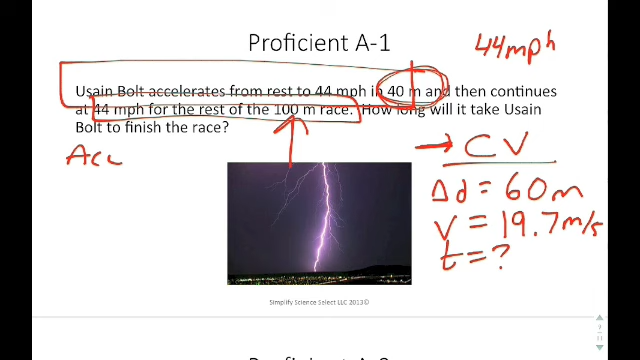 Proficient A-1
44mph
Usain Bolt accelerates from rest to 44 mph in 40 m and then continues
at 44 mph for the rest of the 100 m race. How long will it take Usain
Bolt to finish the race?
Acc
→ CV
Δd = 60m
v = 19.7m/s
t = ?
Simplify Science Select LLC 2013©